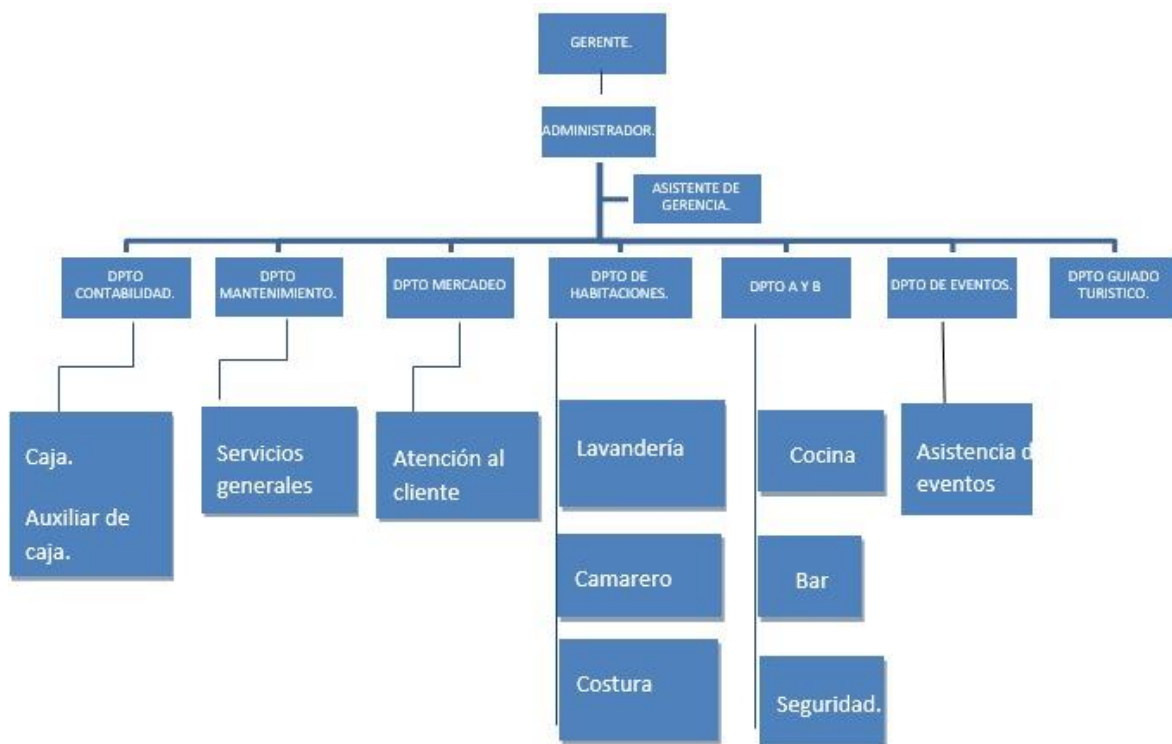 GERENTE.
ADMINISTRADOR.
ASISTENTE DE
GERENCIA.
DPTO
CONTABILIDAD.
DPTO
MANTENIMIENTO.
DPTO MERCADEO
DPTO DE
HABITACIONES.
DPTO A Y B
DPTO DE EVENTOS.
DPTO GUIADO
TURISTICO.
Caja.
Auxiliar de
caja.
Servicios
generales
Atención al
cliente
Lavandería
Camarero
Costura
Cocina
Bar
Seguridad.
Asistencia d
eventos